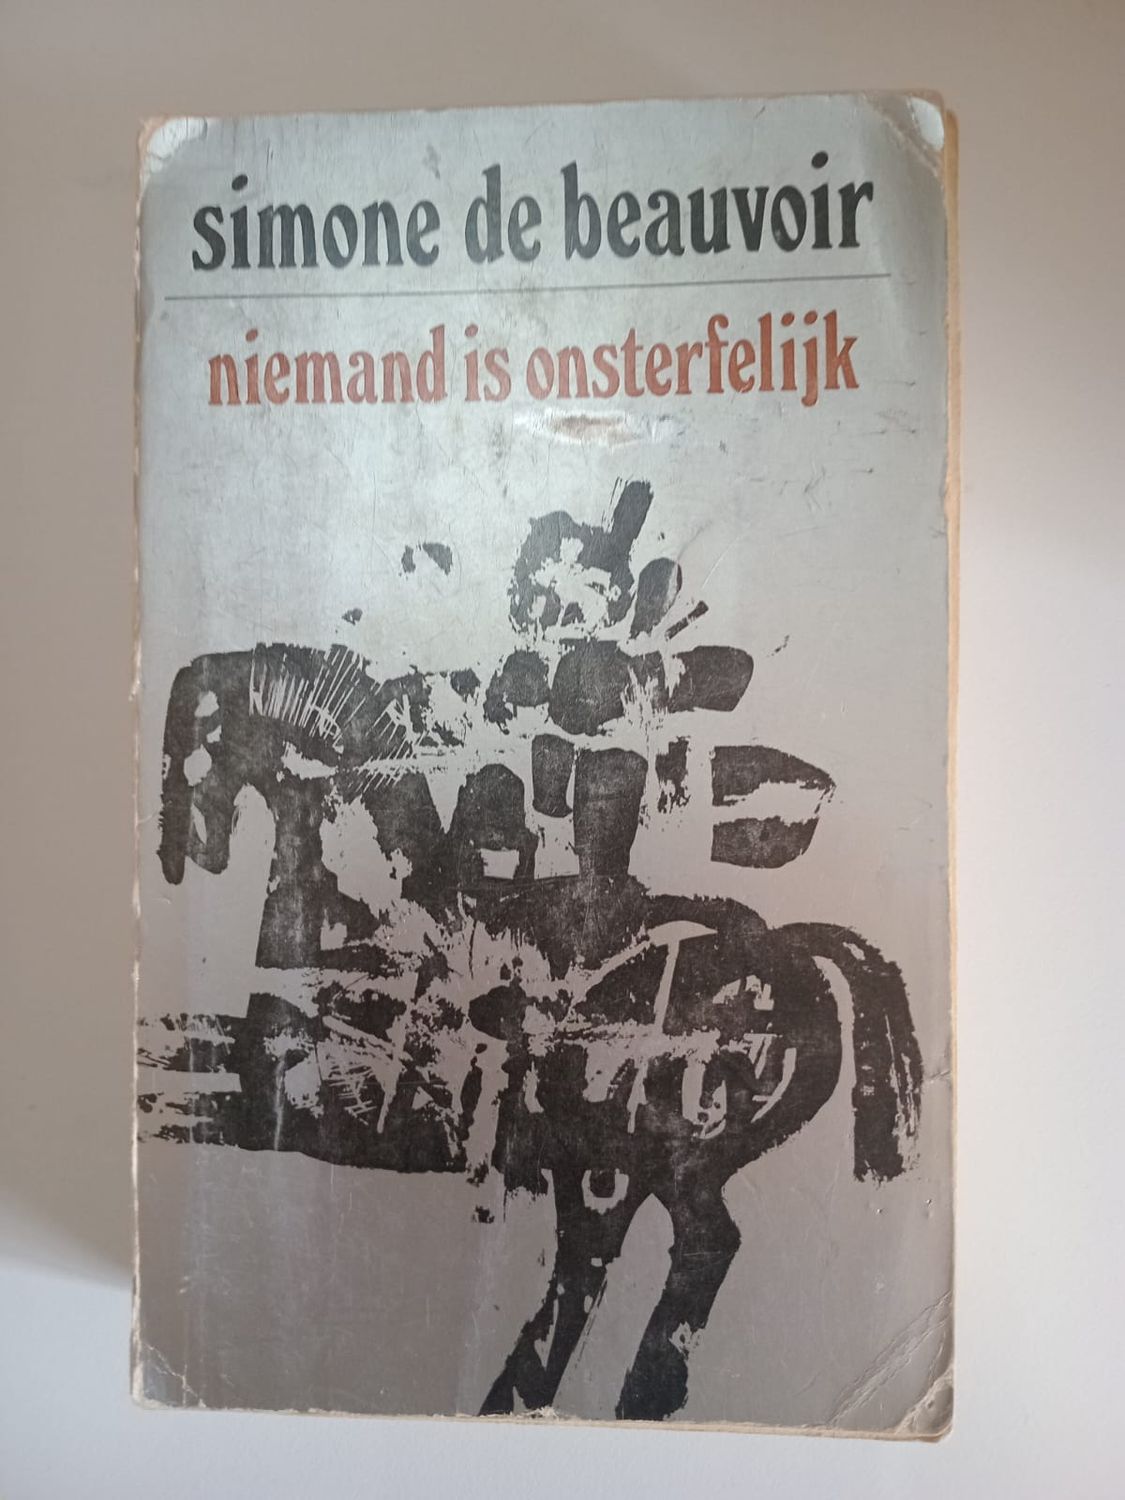 simone de beauvoir
niemand is onsterfelijk